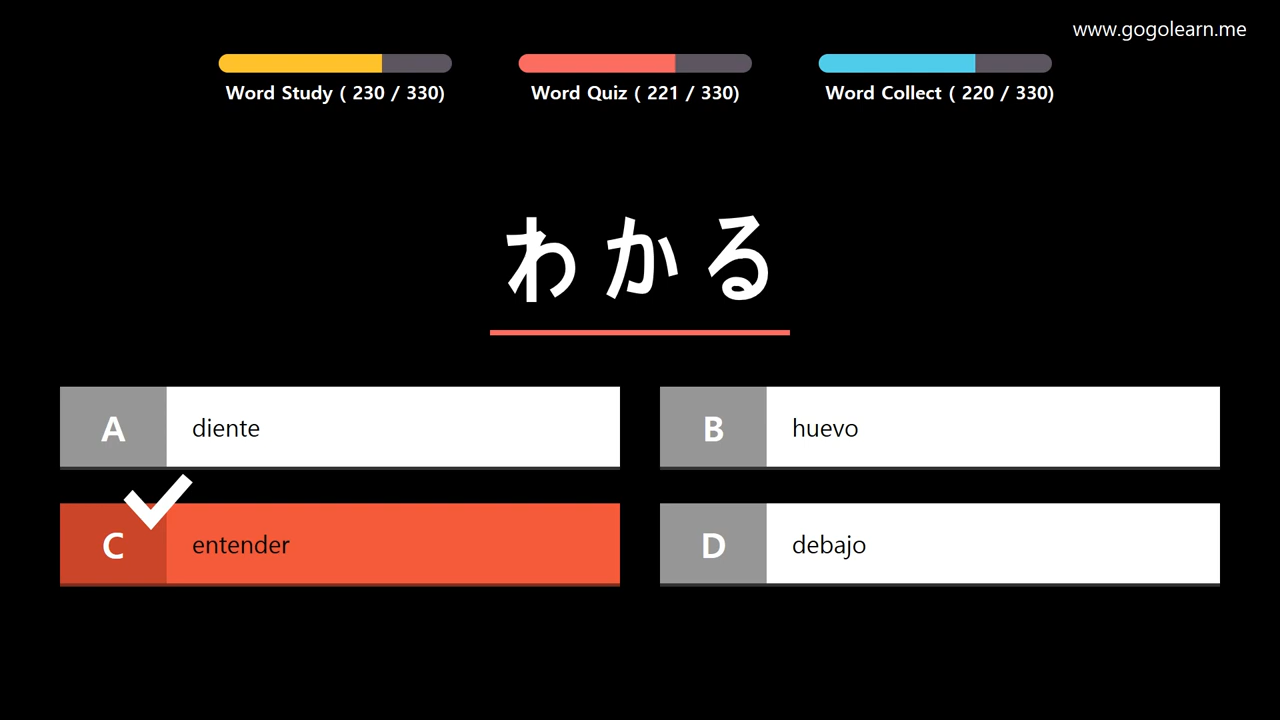 www.gogolearn.me
Word Study ( 230 / 330)
Word Quiz ( 221 / 330)
Word Collect ( 220 / 330)
わかる
A diente
B huevo
C entender
D debajo